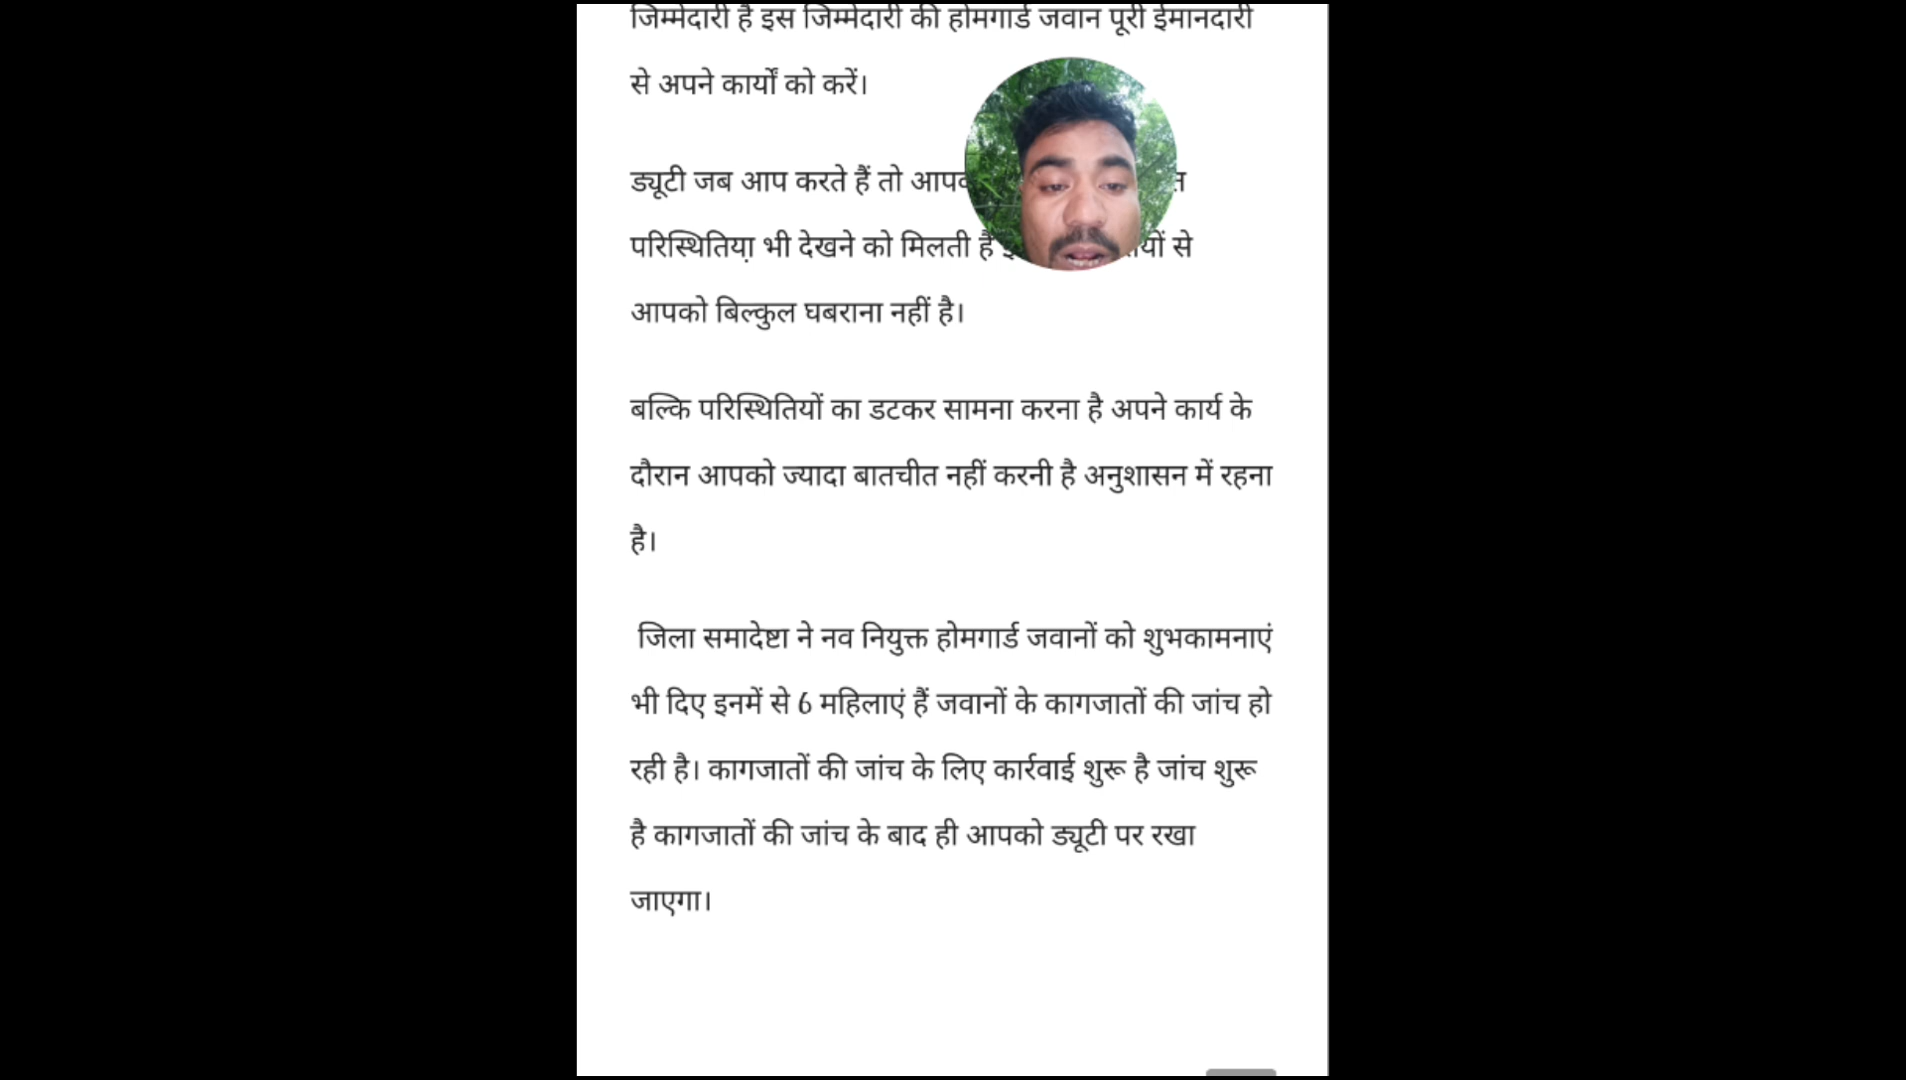 जिम्मेदारी है इस जिम्मेदारी की होमगार्ड जवान पूरी ईमानदारी
से अपने कार्यों को करें।
ड्यूटी जब आप करते हैं तो
परिस्थितिया़ भी देखने को मिलती हैं से
आपको बिल्कुल घबराना नहीं है।
बल्कि परिस्थितियों का डटकर सामना करना है अपने कार्य के
दौरान आपको ज्यादा बातचीत नहीं करनी है अनुशासन में रहना
है।
जिला समादेष्टा ने नव नियुक्त होमगार्ड जवानों को शुभकामनाएं
भी दिए इनमें से 6 महिलाएं हैं जवानों के कागजातों की जांच हो
रही है। कागजातों की जांच के लिए कार्रवाई शुरू है जांच शुरू
है कागजातों की जांच के बाद ही आपको ड्यूटी पर रखा
जाएगा।